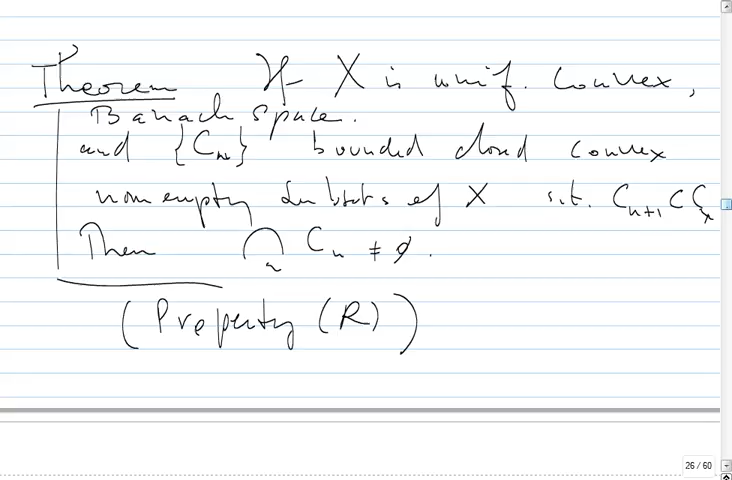 Theorem If X is unif. convex,
Banach space.
and {Cn} bounded closed convex
nonempty subsets of X s.t. Cn+1 ⊂ Cn
Then ⋂n Cn ≠ ∅.
(Property (R))
26 / 60